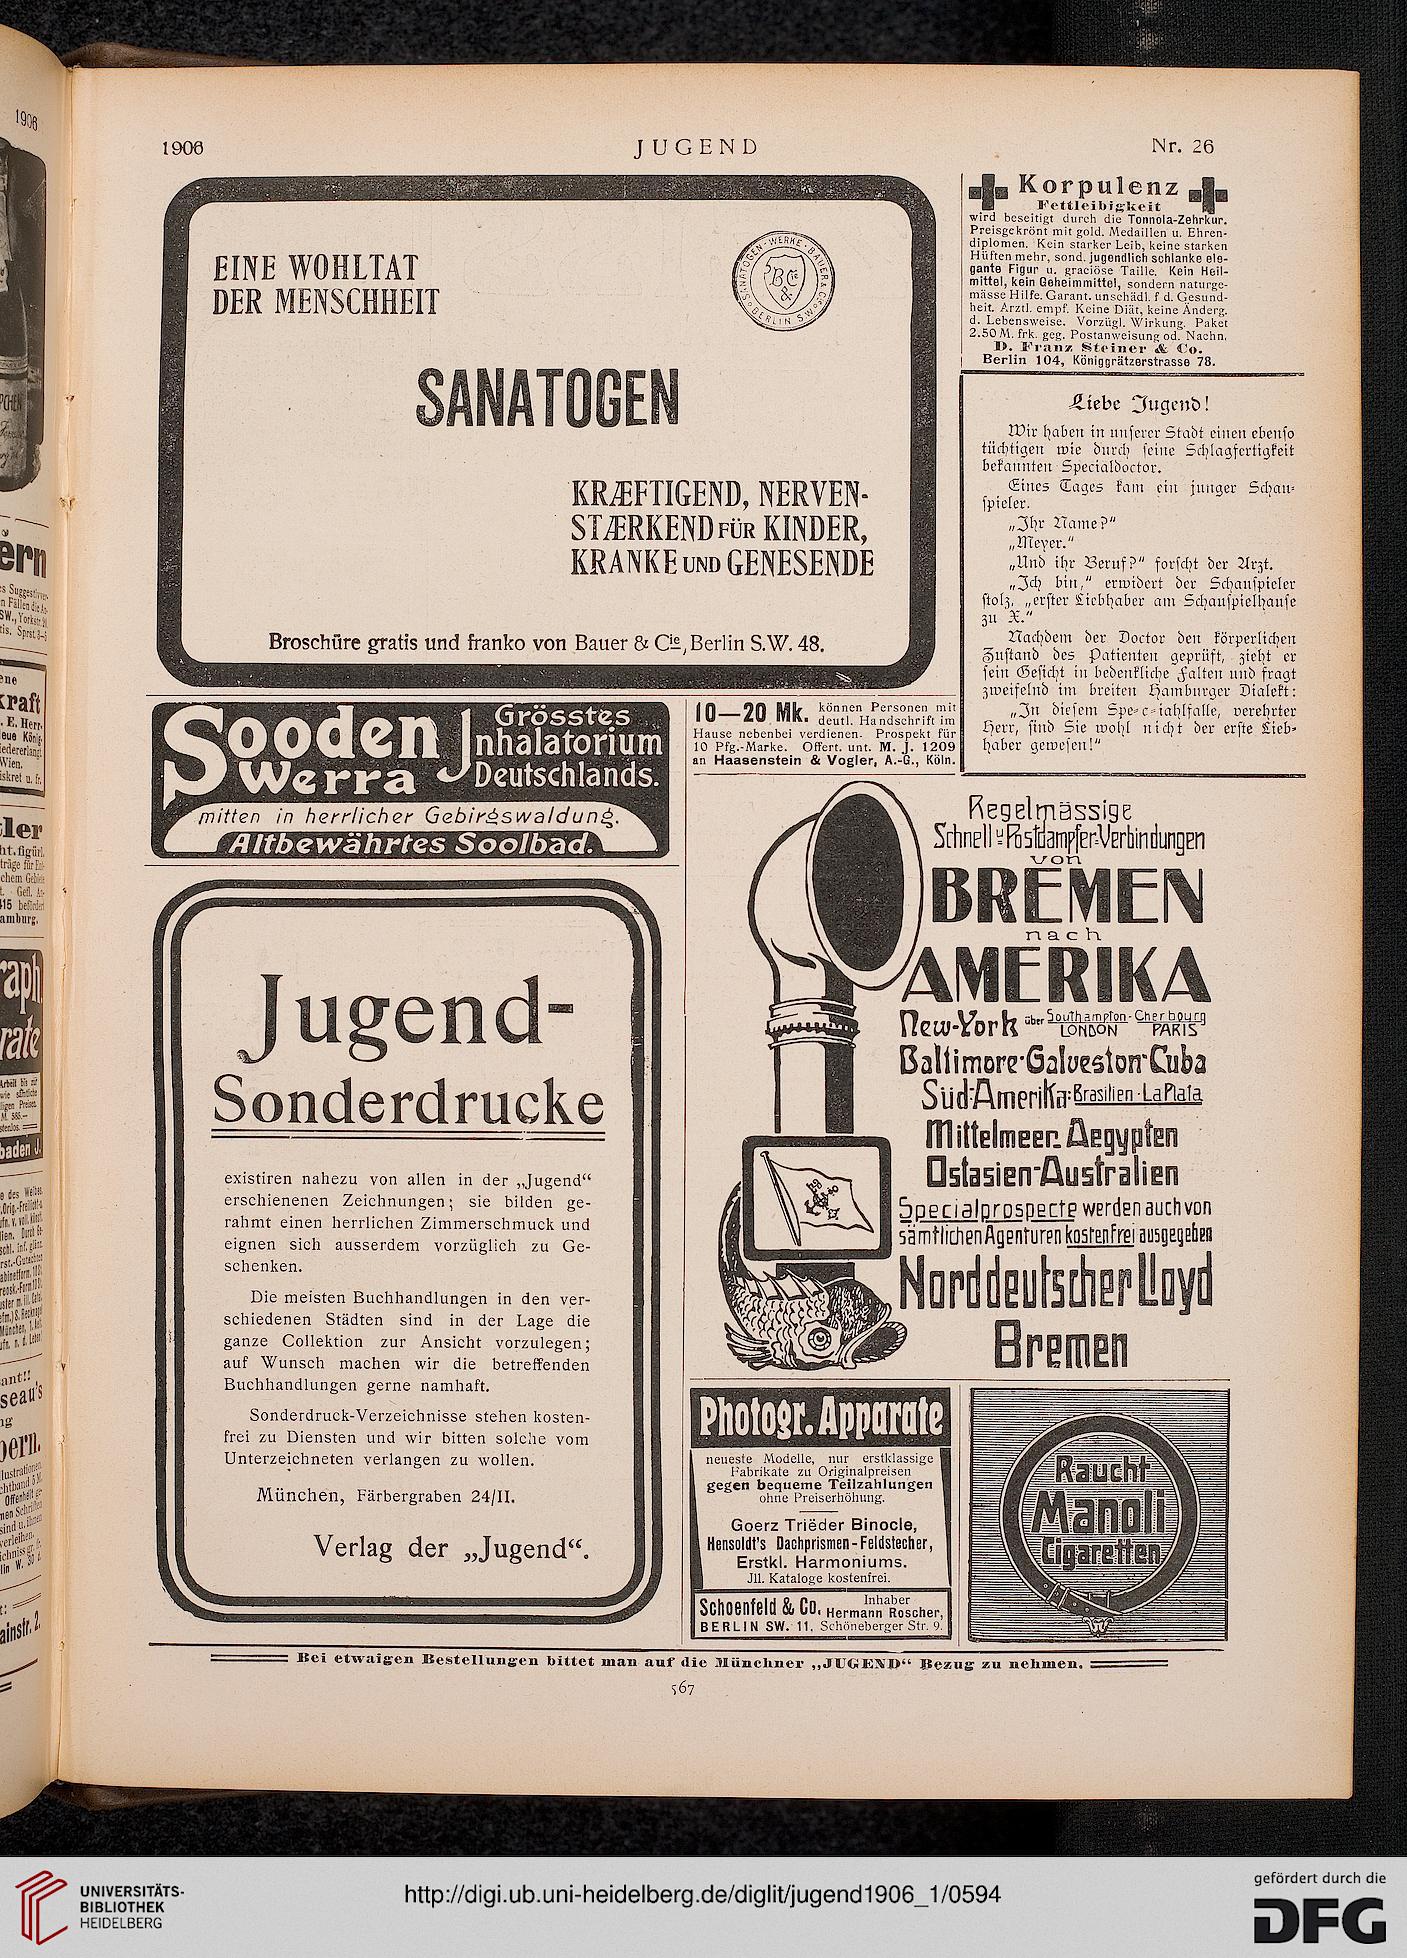 1906
JUGEND
Nr. 26
EINE WOHLTAT
DER MENSCHHEIT
SANATOGEN-WERKE·BAUER & Cie
BERLIN S.W.
B&Cie
SANATOGEN
KRÆFTIGEND, NERVEN-
STÆRKEND FÜR KINDER,
KRANKE UND GENESENDE
Broschüre gratis und franko von Bauer & Cie, Berlin S.W. 48.
Korpulenz
Fettleibigkeit
wird beseitigt durch die Tonnola-Zehrkur.
Preisgekrönt mit gold. Medaillen u. Ehren-
diplomen. Kein starker Leib, keine starken
Hüften mehr, sond. jugendlich schlanke ele-
gante Figur u. graciöse Taille. Kein Heil-
mittel, kein Geheimmittel, sondern naturge-
mässe Hilfe. Garant. unschädl. f d. Gesund-
heit. Ärztl. empf. Keine Diät, keine Änderg.
d. Lebensweise. Vorzügl. Wirkung. Paket
2.50 M. frk. geg. Postanweisung od. Nachn.
D. Franz Steiner & Co.
Berlin 104, Königgrätzerstrasse 78.
Liebe Jugend!
Wir haben in unserer Stadt einen ebenso
tüchtigen wie durch seine Schlagfertigkeit
bekannten Specialdoctor.
Eines Tages kam ein junger Schau-
spieler.
„Ihr Name?“
„Meyer.“
„Und ihr Beruf?“ forscht der Arzt.
„Ich bin,“ erwidert der Schauspieler
stolz, „erster Liebhaber am Schauspielhause
zu X.“
Nachdem der Doctor den körperlichen
Zustand des Patienten geprüft, zieht er
sein Gesicht in bedenkliche Falten und fragt
zweifelnd im breiten Hamburger Dialekt:
„In diesem Spe-c-iahlfalle, verehrter
Herr, sind Sie wohl nicht der erste Lieb-
haber gewesen!“
Sooden
Werra
Grösstes
Jnhalatorium
Deutschlands.
mitten in herrlicher Gebirgswaldung.
Altbewährtes Soolbad.
10—20 Mk. können Personen mit
deutl. Handschrift im
Hause nebenbei verdienen. Prospekt für
10 Pfg.-Marke. Offert. unt. M. J. 1209
an Haasenstein & Vogler, A.-G., Köln.
Jugend-
Sonderdrucke
existiren nahezu von allen in der „Jugend“
erschienenen Zeichnungen; sie bilden ge-
rahmt einen herrlichen Zimmerschmuck und
eignen sich ausserdem vorzüglich zu Ge-
schenken.
Die meisten Buchhandlungen in den ver-
schiedenen Städten sind in der Lage die
ganze Collektion zur Ansicht vorzulegen;
auf Wunsch machen wir die betreffenden
Buchhandlungen gerne namhaft.
Sonderdruck-Verzeichnisse stehen kosten-
frei zu Diensten und wir bitten solche vom
Unterzeichneten verlangen zu wollen.
München, Färbergraben 24/II.
Verlag der „Jugend“.
Regelmässige
Schnell u. Postdampfer-Verbindungen
von
BREMEN
nach
AMERIKA
New-York über Southampton-Cherbourg
LONDON PARIS
Baltimore·Galveston·Cuba
Süd-Amerika: Brasilien·La Plata
Mittelmeer-Aegypten
Ostasien-Australien
Specialprospecte werden auch von
sämtlichen Agenturen kostenfrei ausgegeben
Norddeutscher Lloyd
Bremen
Photogr. Apparate
neueste Modelle, nur erstklassige
Fabrikate zu Originalpreisen
gegen bequeme Teilzahlungen
ohne Preiserhöhung.
Goerz Triëder Binocle,
Hensoldt's Dachprismen-Feldstecher,
Erstkl. Harmoniums.
Jll. Kataloge kostenfrei.
Schoenfeld & Co. Inhaber
Hermann Roscher,
BERLIN SW. 11, Schöneberger Str. 9.
Raucht
Manoli
Cigaretten
Bei etwaigen Bestellungen bittet man auf die Münchner „JUGEND“ Bezug zu nehmen.
567
1906
UNIVERSITÄTS-
BIBLIOTHEK
HEIDELBERG
http://digi.ub.uni-heidelberg.de/diglit/jugend1906_1/0594
gefördert durch die
DFG